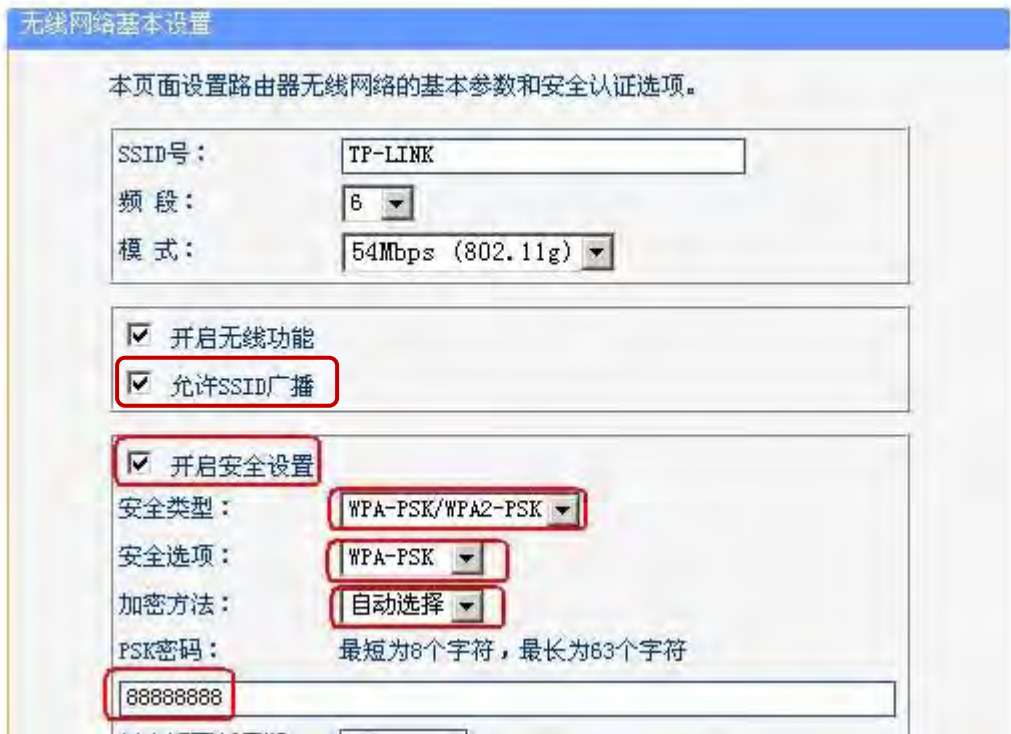 无线网络基本设置
本页面设置路由器无线网络的基本参数和安全认证选项。
SSID号： TP-LINK
频 段： 6
模 式： 54Mbps (802.11g)
开启无线功能
允许SSID广播
开启安全设置
安全类型： WPA-PSK/WPA2-PSK
安全选项： WPA-PSK
加密方法： 自动选择
PSK密码： 最短为8个字符，最长为63个字符
88888888